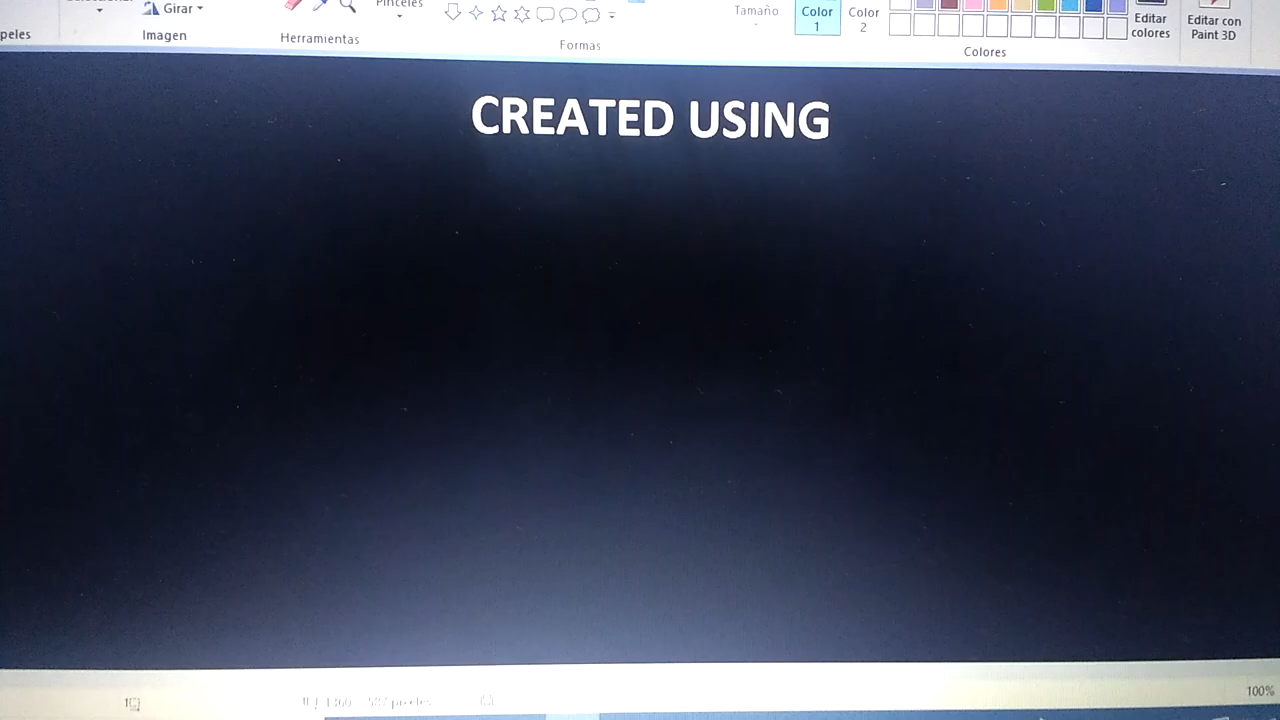 Girar
Pinceles
peles
Imagen
Herramientas
Formas
Tamaño
Color
1
Color
2
Colores
Editar
colores
Editar con
Paint 3D
CREATED USING
100%